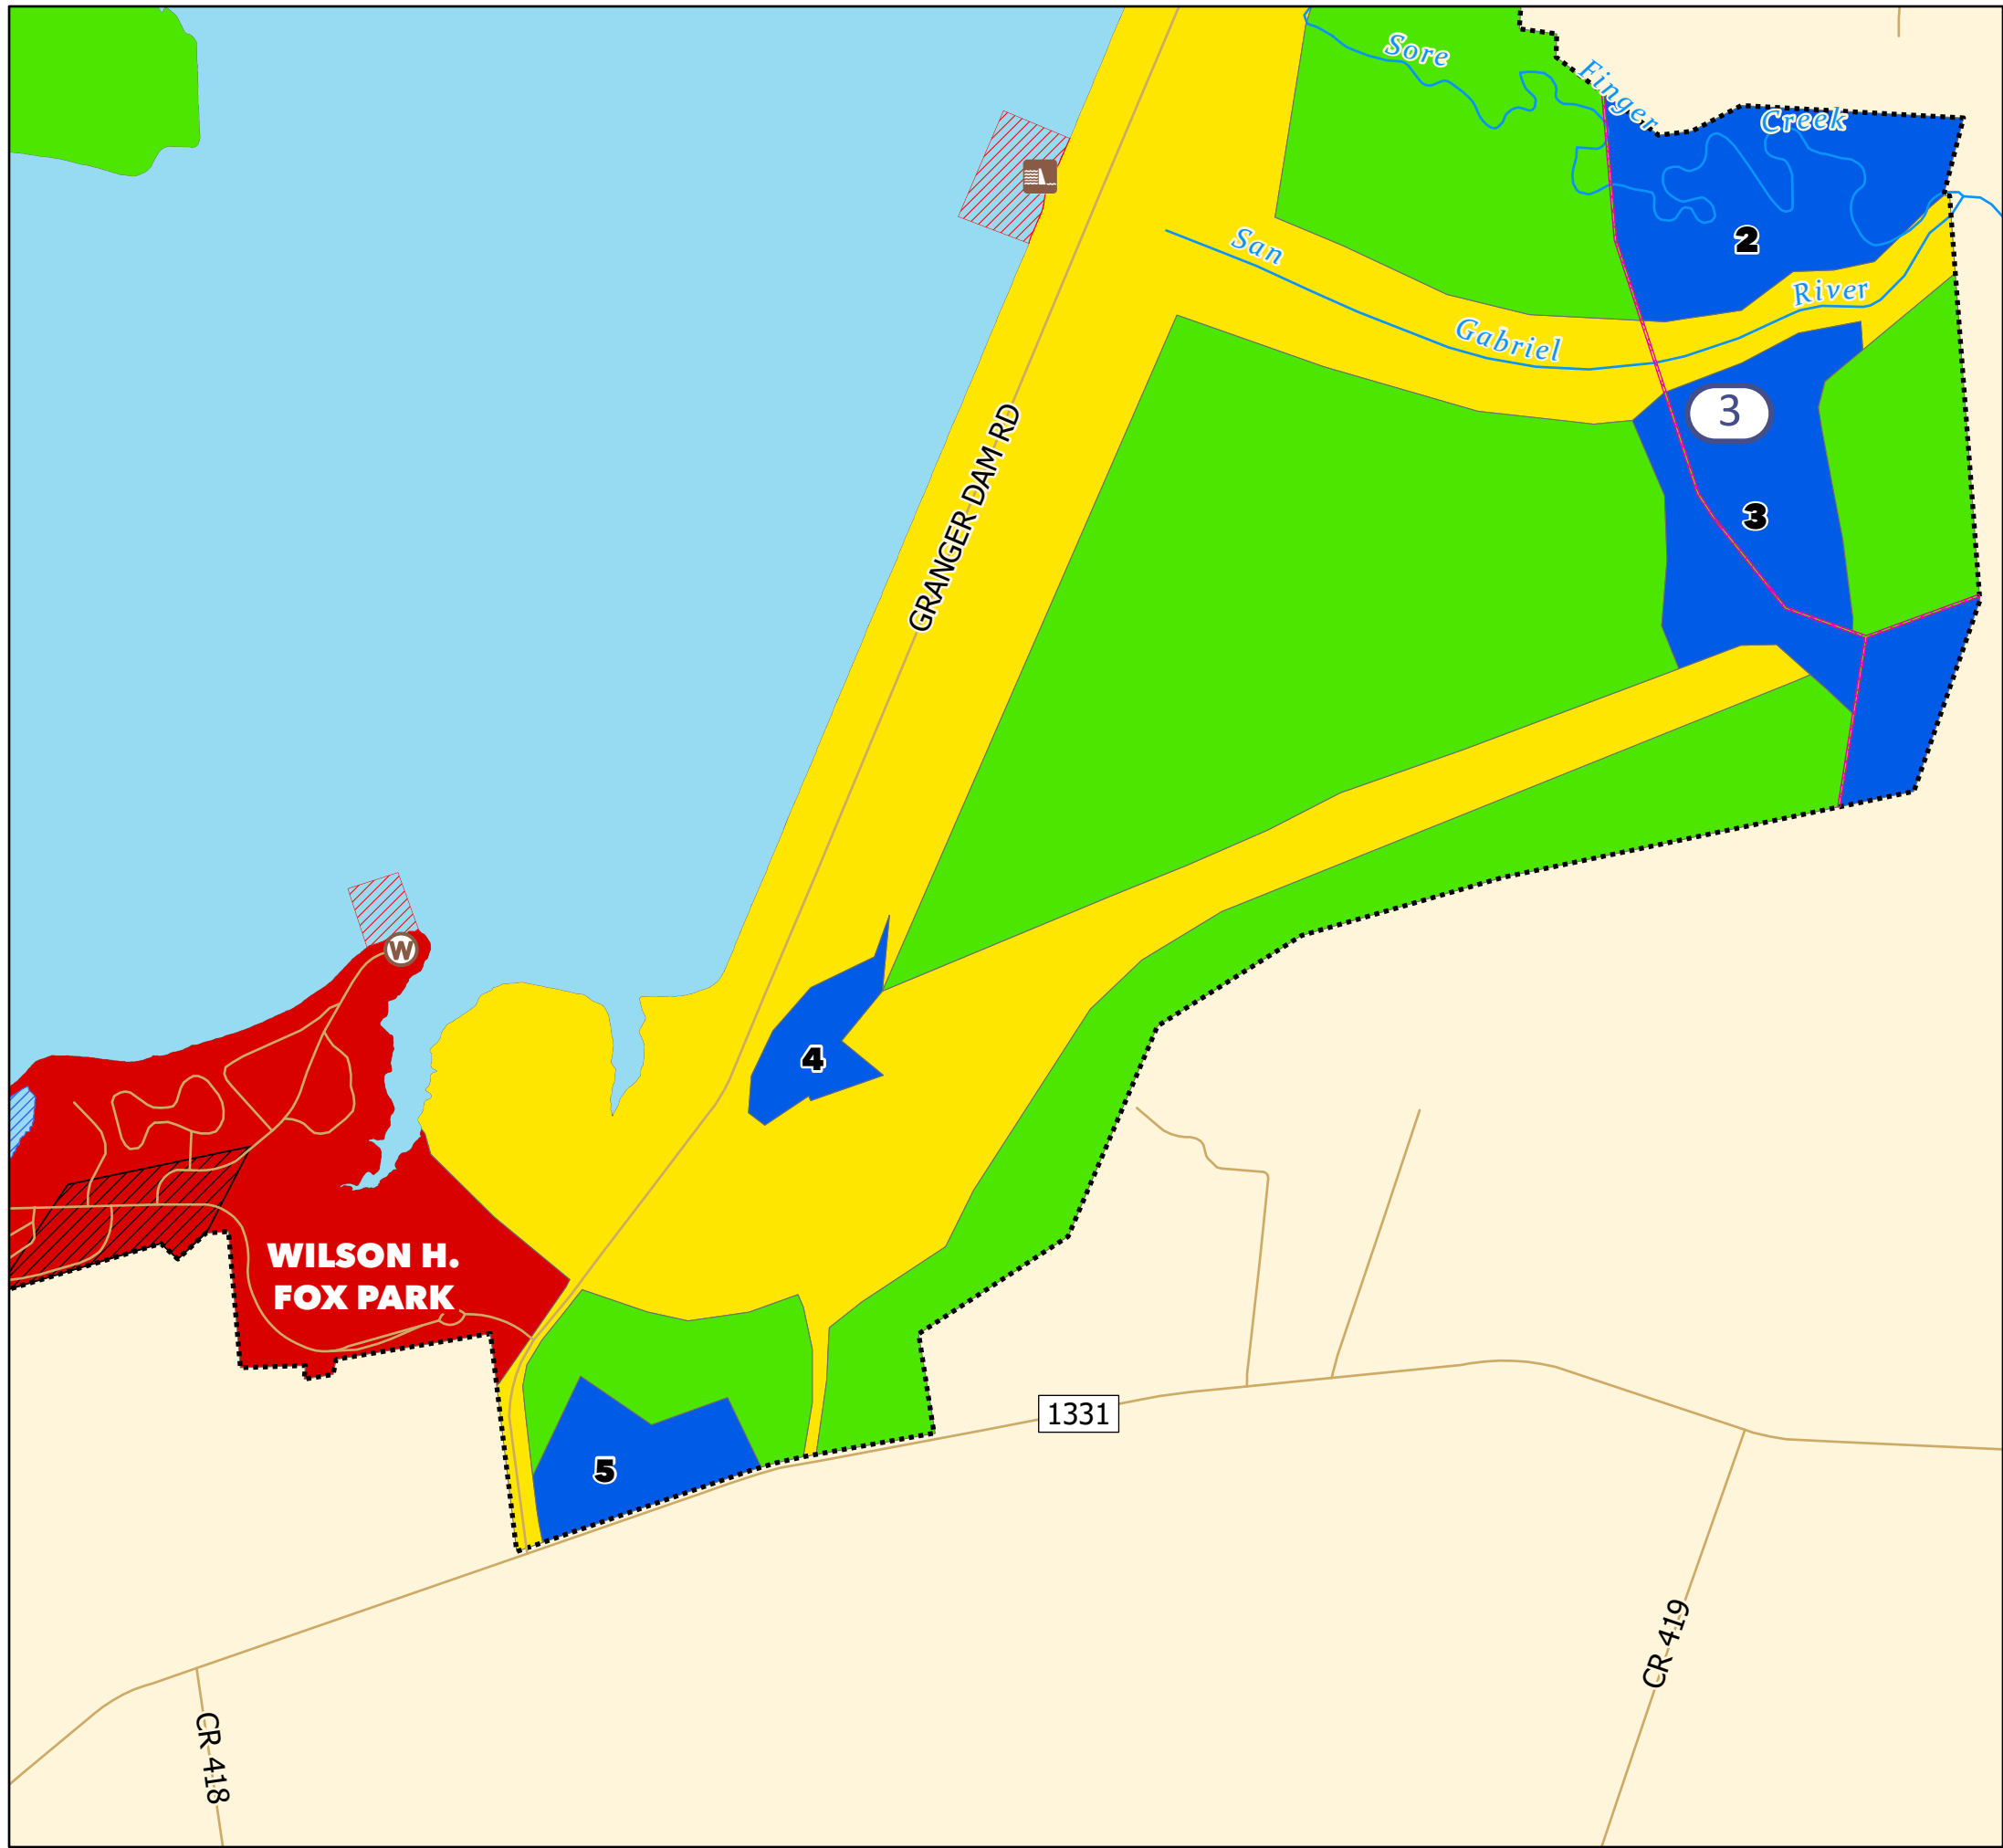 Sore
Finger
Creek
San
2
River
Gabriel
3
GRANGER DAM RD
3
W
4
WILSON H.
FOX PARK
1331
5
CR 419
CR 418